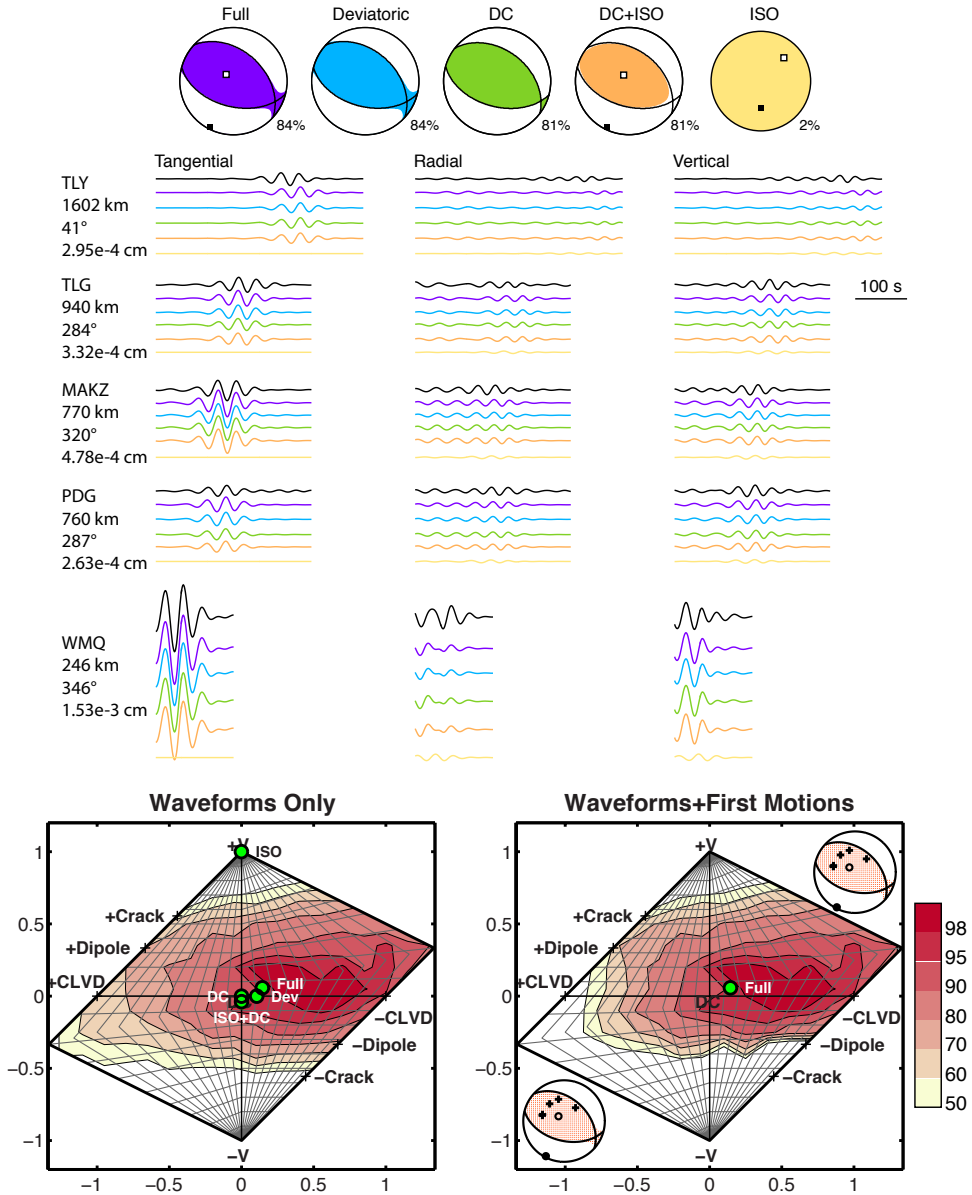 Full Deviatoric DC DC+ISO ISO
84% 84% 81% 81% 2%
Tangential Radial Vertical
TLY
1602 km
41°
2.95e-4 cm
TLG
940 km
284°
3.32e-4 cm
100 s
MAKZ
770 km
320°
4.78e-4 cm
PDG
760 km
287°
2.63e-4 cm
WMQ
246 km
346°
1.53e-3 cm
Waveforms Only
+V
ISO
+Crack
+Dipole
+CLVD
DC
Full
Dev
ISO+DC
−CLVD
−Dipole
−Crack
−V
1
0.5
0
−0.5
−1
−1 −0.5 0 0.5 1
Waveforms+First Motions
+V
+Crack
+Dipole
+CLVD
DC
Full
−CLVD
−Dipole
−Crack
−V
1
0.5
0
−0.5
−1
−1 −0.5 0 0.5 1
98
95
90
80
70
60
50